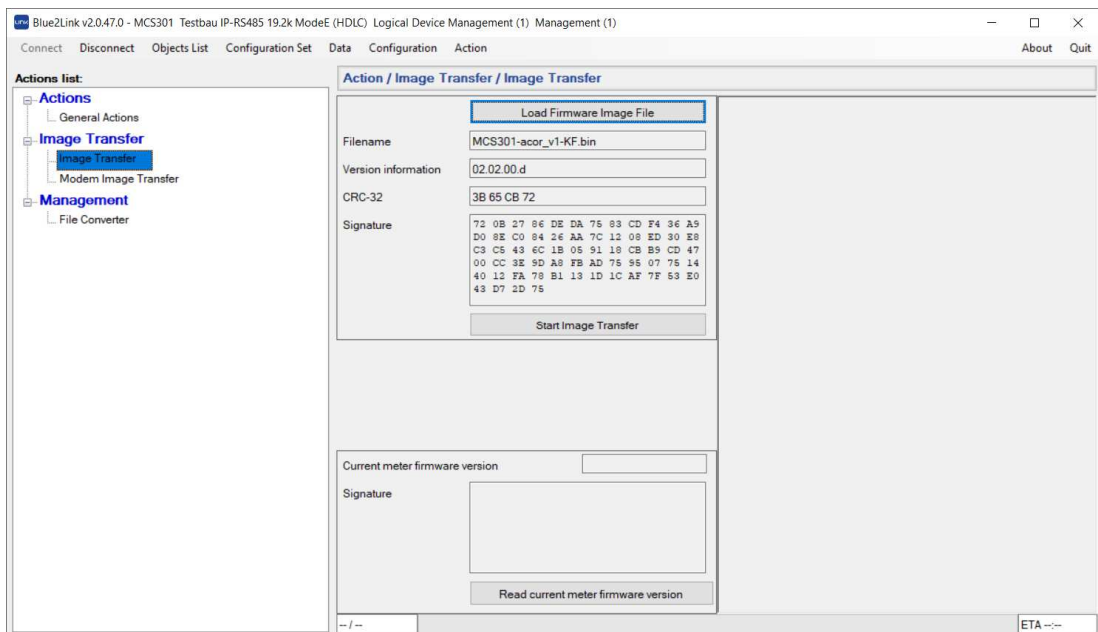 Link Blue2Link v2.0.47.0 - MCS301 Testbau IP-RS485 19.2k ModeE (HDLC) Logical Device Management (1) Management (1)
Connect Disconnect Objects List Configuration Set Data Configuration Action About Quit
Actions list:
Actions
General Actions
Image Transfer
Image Transfer
Modem Image Transfer
Management
File Converter
Action / Image Transfer / Image Transfer
Load Firmware Image File
Filename MCS301-acor_v1-KF.bin
Version information 02.02.00.d
CRC-32 3B 65 CB 72
Signature
72 0B 27 86 DE DA 75 83 CD F4 36 A9
D0 8E C0 84 26 AA 7C 12 08 ED 30 E8
C3 C5 43 6C 1B 05 91 18 CB B9 CD 47
00 CC 3E 9D A8 FB AD 75 95 07 75 14
40 12 FA 78 B1 13 1D 1C AF 7F 53 E0
43 D7 2D 75
Start Image Transfer
Current meter firmware version
Signature
Read current meter firmware version
-- / --
ETA --:--